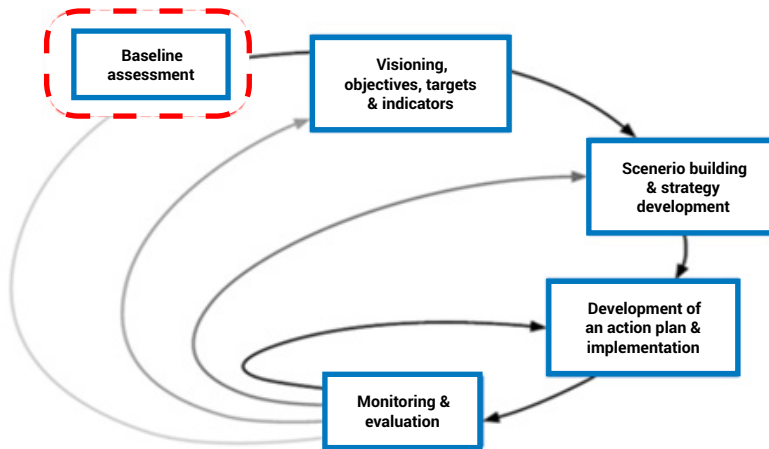 Baseline
assessment
Visioning,
objectives, targets
& indicators
Scenerio building
& strategy
development
Development of
an action plan &
implementation
Monitoring &
evaluation